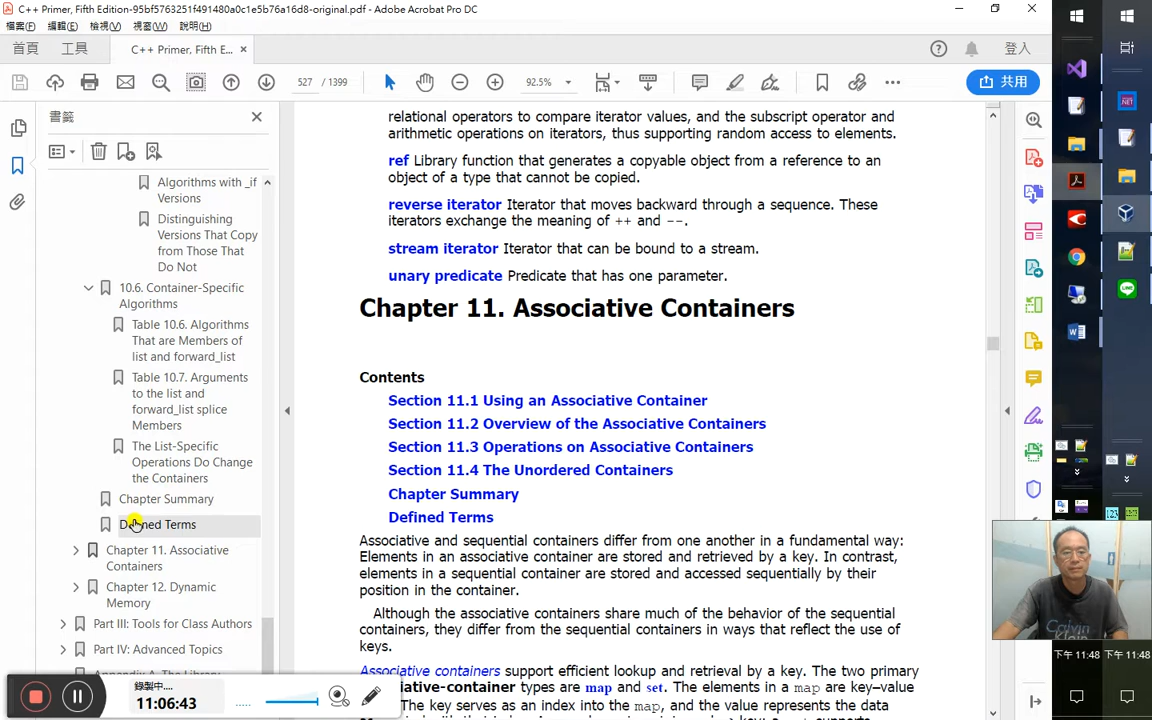 C++ Primer, Fifth Edition-95bf5763251f491480a0c1e5b76a16d8-original.pdf - Adobe Acrobat Pro DC
檔案(F) 編輯(E) 檢視(V) 視窗(W) 說明(H)
首頁 工具 C++ Primer, Fifth E... × 登入
527 / 1399 92.5% 共用
書籤
Algorithms with _if
Versions
Distinguishing
Versions That Copy
from Those That
Do Not
10.6. Container-Specific
Algorithms
Table 10.6. Algorithms
That are Members of
list and forward_list
Table 10.7. Arguments
to the list and
forward_list splice
Members
The List-Specific
Operations Do Change
the Containers
Chapter Summary
Defined Terms
Chapter 11. Associative
Containers
Chapter 12. Dynamic
Memory
Part III: Tools for Class Authors
Part IV: Advanced Topics
relational operators to compare iterator values, and the subscript operator and
arithmetic operations on iterators, thus supporting random access to elements.
ref Library function that generates a copyable object from a reference to an
object of a type that cannot be copied.
reverse iterator Iterator that moves backward through a sequence. These
iterators exchange the meaning of ++ and --.
stream iterator Iterator that can be bound to a stream.
unary predicate Predicate that has one parameter.
Chapter 11. Associative Containers
Contents
Section 11.1 Using an Associative Container
Section 11.2 Overview of the Associative Containers
Section 11.3 Operations on Associative Containers
Section 11.4 The Unordered Containers
Chapter Summary
Defined Terms
Associative and sequential containers differ from one another in a fundamental way:
Elements in an associative container are stored and retrieved by a key. In contrast,
elements in a sequential container are stored and accessed sequentially by their
position in the container.
Although the associative containers share much of the behavior of the sequential
containers, they differ from the sequential containers in ways that reflect the use of
keys.
Associative containers support efficient lookup and retrieval by a key. The two primary
iative-container types are map and set. The elements in a map are key–value
The key serves as an index into the map, and the value represents the data
錄製中....
11:06:43
下午 11:48 下午 11:48